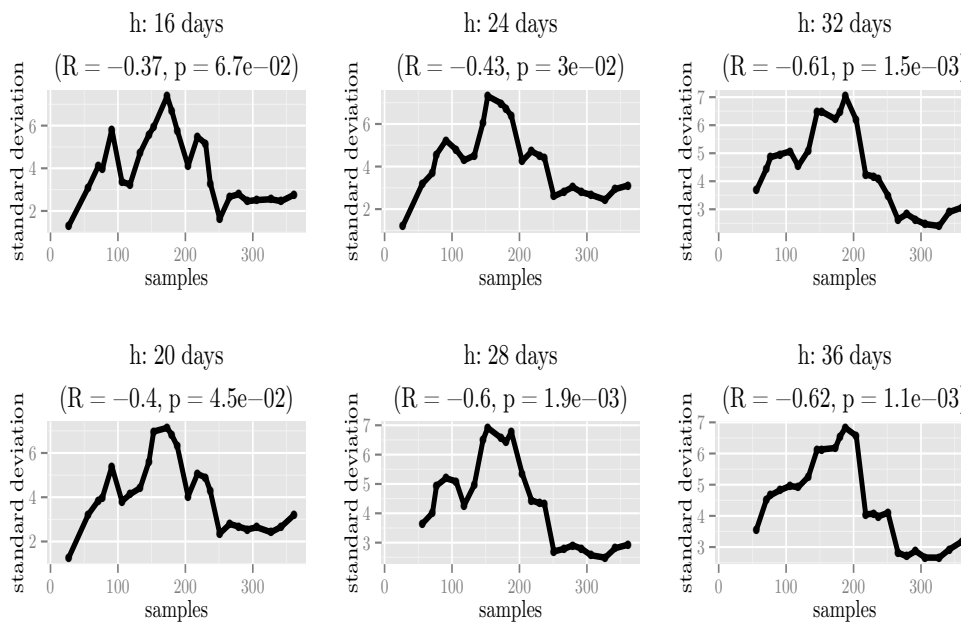 h: 16 days
(R = −0.37, p = 6.7e−02)
standard deviation
6
4
2
0 100 200 300
samples
h: 24 days
(R = −0.43, p = 3e−02)
standard deviation
6
4
2
0 100 200 300
samples
h: 32 days
(R = −0.61, p = 1.5e−03)
standard deviation
7
6
5
4
3
0 100 200 300
samples
h: 20 days
(R = −0.4, p = 4.5e−02)
standard deviation
6
4
2
0 100 200 300
samples
h: 28 days
(R = −0.6, p = 1.9e−03)
standard deviation
7
6
5
4
3
0 100 200 300
samples
h: 36 days
(R = −0.62, p = 1.1e−03)
standard deviation
7
6
5
4
3
0 100 200 300
samples